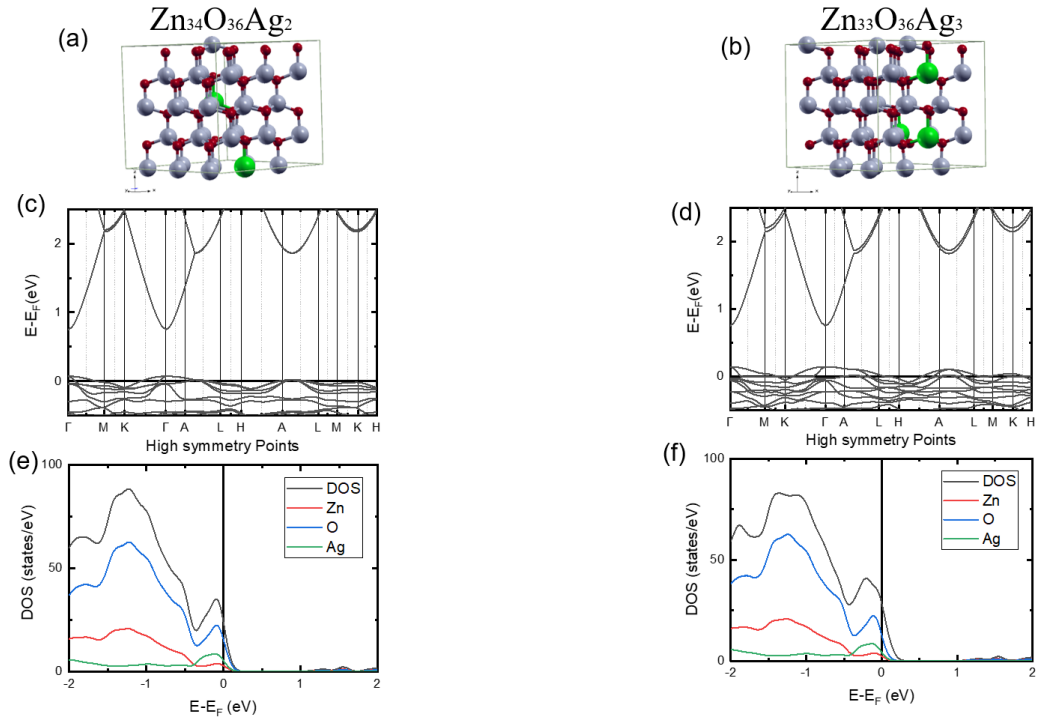 Zn34O36Ag2
Zn33O36Ag3
(a)
(b)
(c)
(d)
2
1
0
E-EF(eV)
Γ M K Γ A L H A L M K H
High symmetry Points
2
1
0
E-EF(eV)
Γ M K Γ A L H A L M K H
High symmetry Points
(e)
(f)
100
50
0
DOS (states/eV)
DOS
Zn
O
Ag
-2 -1 0 1 2
E-EF (eV)
100
50
0
DOS (states/eV)
DOS
Zn
O
Ag
-2 -1 0 1 2
E-EF (eV)